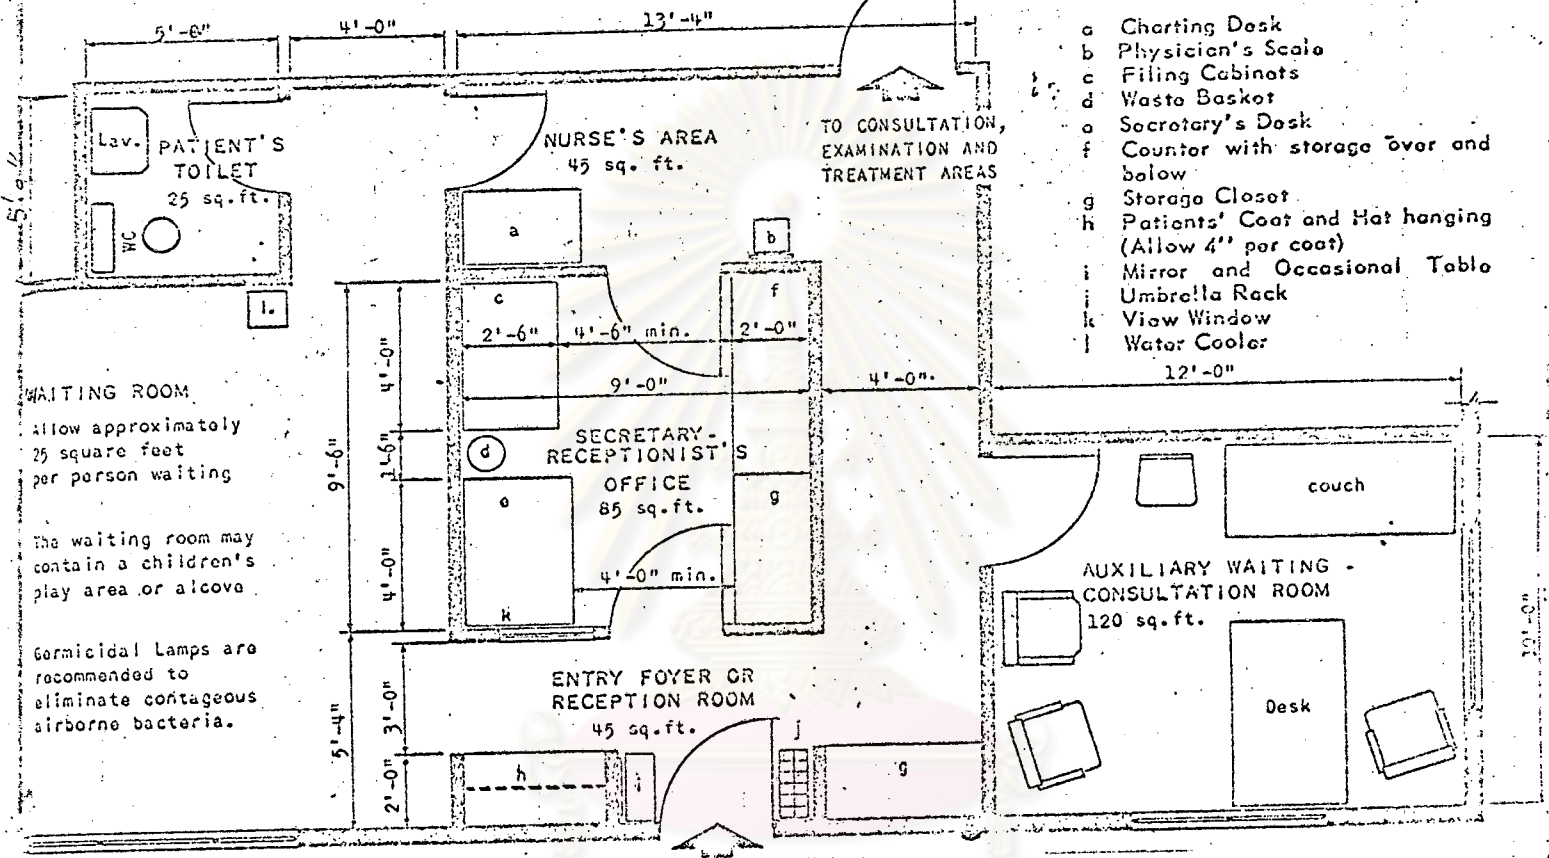 5'-0"
4'-0"
13'-4"
a Charting Desk
b Physician's Scale
c Filing Cabinets
d Waste Basket
e Secretary's Desk
f Counter with storage over and
below
g Storage Closet
h Patients' Coat and Hat hanging
(Allow 4'' per coat)
i Mirror and Occasional Table
j Umbrella Rack
k View Window
l Water Cooler
Lav.
PATIENT'S
TOILET
25 sq.ft.
WC
5'0"
NURSE'S AREA
45 sq. ft.
TO CONSULTATION,
EXAMINATION AND
TREATMENT AREAS
a
b
l.
c
f
2'-6"
4'-6" min.
2'-0"
9'-0"
4'-0".
12'-0"
4'-0"
1'-6"
4'-0"
9'-6"
WAITING ROOM
Allow approximately
25 square feet
per person waiting
The waiting room may
contain a children's
play area or alcove
Germicidal Lamps are
recommended to
eliminate contageous
airborne bacteria.
d
SECRETARY-
RECEPTIONIST'S
OFFICE
85 sq.ft.
e
g
4'-0" min.
k
couch
AUXILIARY WAITING -
CONSULTATION ROOM
120 sq.ft.
Desk
10'-0"
ENTRY FOYER OR
RECEPTION ROOM
45 sq.ft.
5'-4"
3'-0"
2'-0"
h
i
j
g